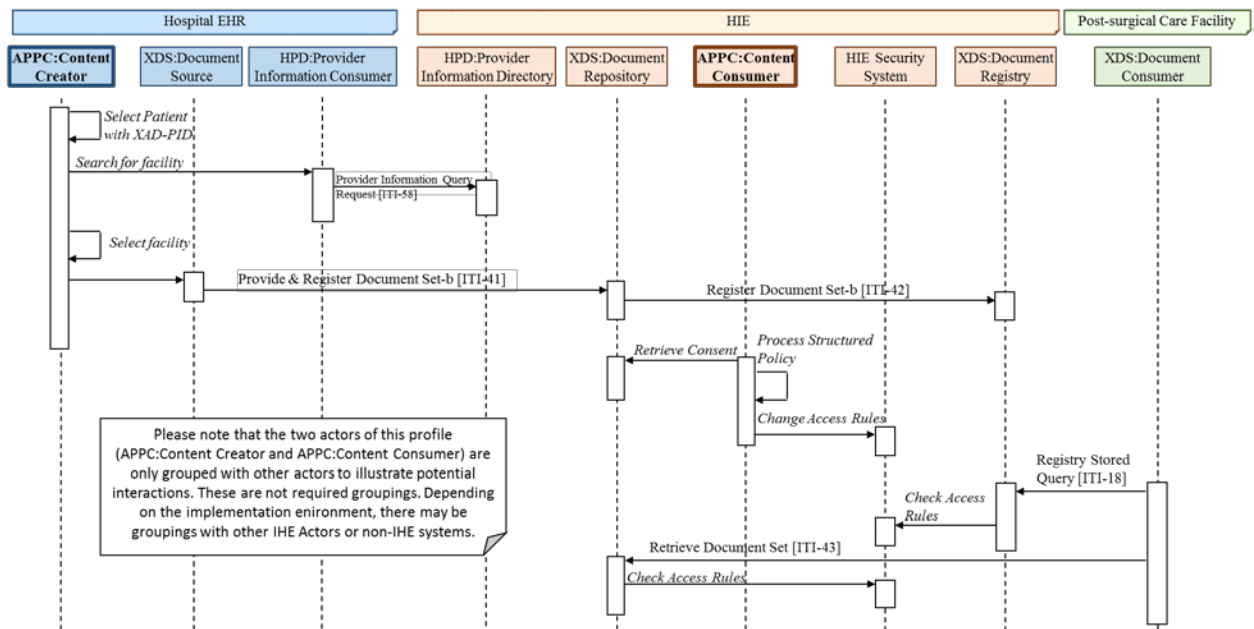 Hospital EHR
HIE
Post-surgical Care Facility
APPC:Content
Creator
XDS:Document
Source
HPD:Provider
Information Consumer
HPD:Provider
Information Directory
XDS:Document
Repository
APPC:Content
Consumer
HIE Security
System
XDS:Document
Registry
XDS:Document
Consumer
Select Patient
with XAD-PID
Search for facility
Provider Information Query
Request [ITI-58]
Select facility
Provide & Register Document Set-b [ITI-41]
Register Document Set-b [ITI-42]
Retrieve Consent
Process Structured
Policy
Change Access Rules
Please note that the two actors of this profile
(APPC:Content Creator and APPC:Content Consumer) are
only grouped with other actors to illustrate potential
interactions. These are not required groupings. Depending
on the implementation enironment, there may be
groupings with other IHE Actors or non-IHE systems.
Registry Stored
Query [ITI-18]
Check Access
Rules
Retrieve Document Set [ITI-43]
Check Access Rules